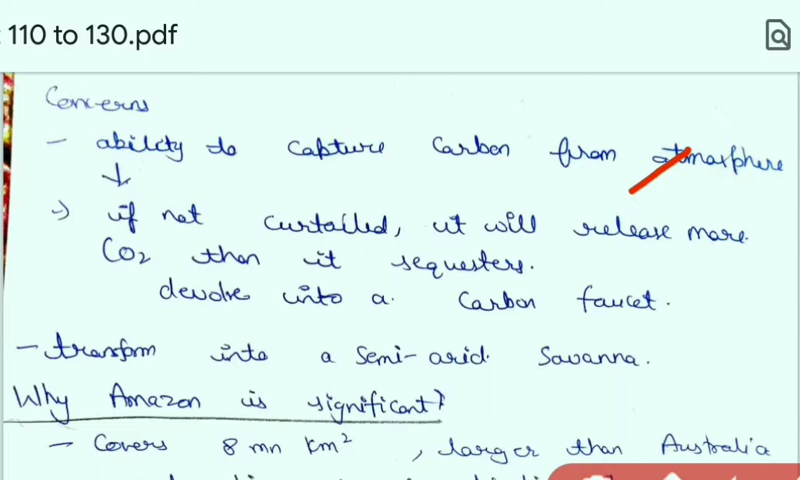 110 to 130.pdf
Concerns
- ability to capture Carbon from atmosphere ↓
→ if not curtailed, it will release more
CO2 than it sequesters.
devolve into a Carbon faucet.
- transform into a Semi-arid Savanna.
Why Amazon is significant?
- Covers 8 mn km², larger than Australia